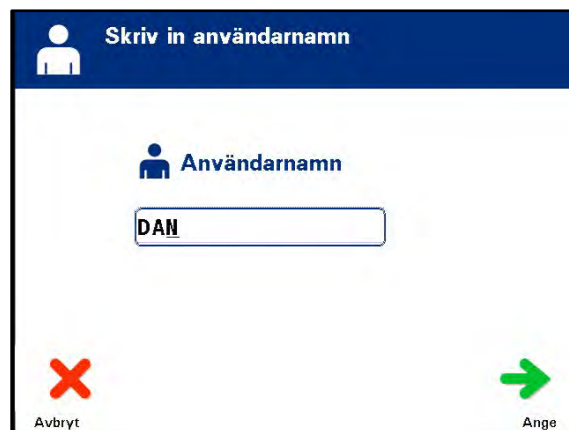 Skriv in användarnamn
Användarnamn
DAN
Avbryt
Ange